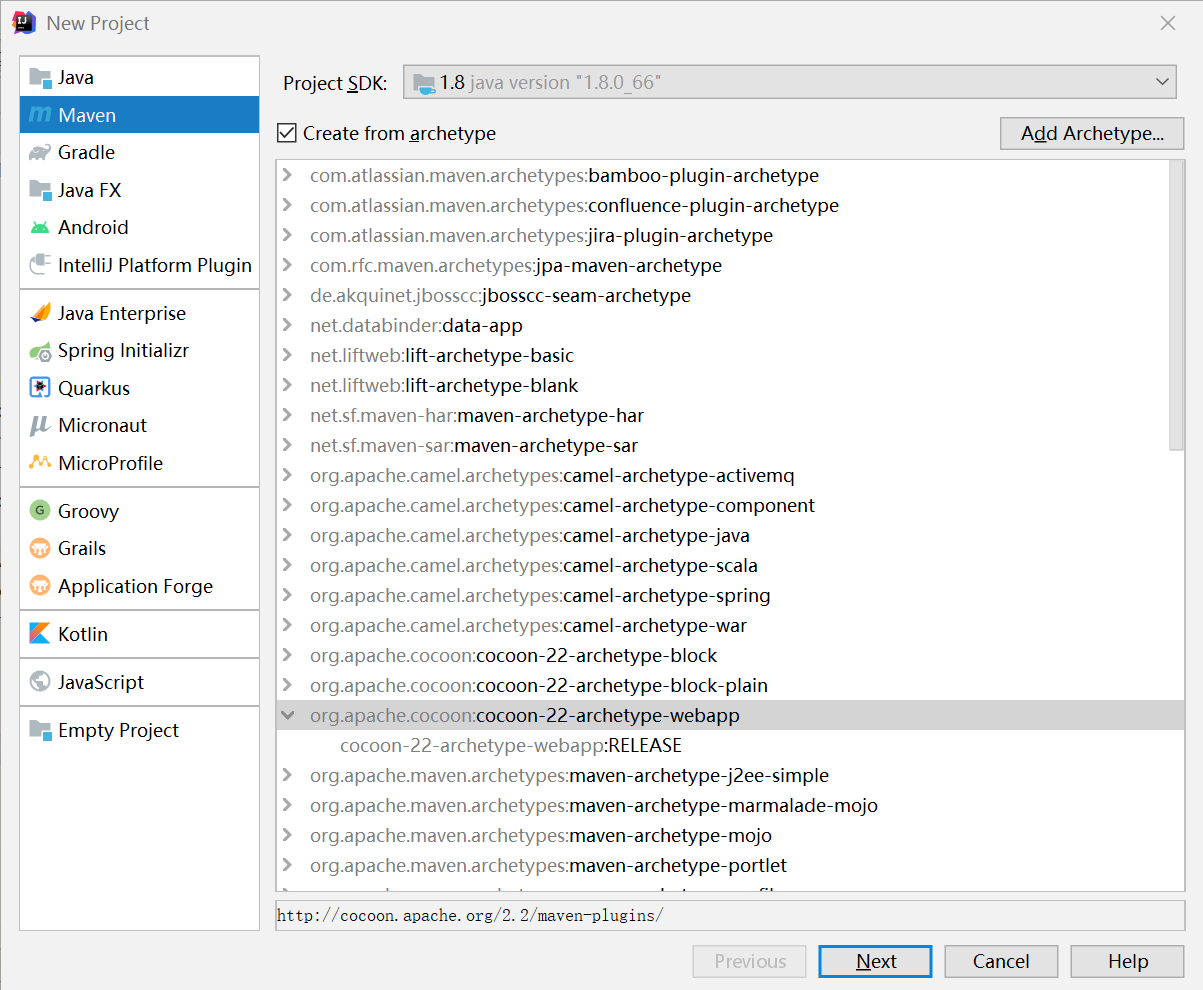 New Project
Java
Maven
Gradle
Java FX
Android
IntelliJ Platform Plugin
Java Enterprise
Spring Initializr
Quarkus
Micronaut
MicroProfile
Groovy
Grails
Application Forge
Kotlin
JavaScript
Empty Project
Project SDK: 1.8 java version "1.8.0_66"
Create from archetype
Add Archetype...
com.atlassian.maven.archetypes:bamboo-plugin-archetype
com.atlassian.maven.archetypes:confluence-plugin-archetype
com.atlassian.maven.archetypes:jira-plugin-archetype
com.rfc.maven.archetypes:jpa-maven-archetype
de.akquinet.jbosscc:jbosscc-seam-archetype
net.databinder:data-app
net.liftweb:lift-archetype-basic
net.liftweb:lift-archetype-blank
net.sf.maven-har:maven-archetype-har
net.sf.maven-sar:maven-archetype-sar
org.apache.camel.archetypes:camel-archetype-activemq
org.apache.camel.archetypes:camel-archetype-component
org.apache.camel.archetypes:camel-archetype-java
org.apache.camel.archetypes:camel-archetype-scala
org.apache.camel.archetypes:camel-archetype-spring
org.apache.camel.archetypes:camel-archetype-war
org.apache.cocoon:cocoon-22-archetype-block
org.apache.cocoon:cocoon-22-archetype-block-plain
org.apache.cocoon:cocoon-22-archetype-webapp
cocoon-22-archetype-webapp:RELEASE
org.apache.maven.archetypes:maven-archetype-j2ee-simple
org.apache.maven.archetypes:maven-archetype-marmalade-mojo
org.apache.maven.archetypes:maven-archetype-mojo
org.apache.maven.archetypes:maven-archetype-portlet
http://cocoon.apache.org/2.2/maven-plugins/
Previous
Next
Cancel
Help